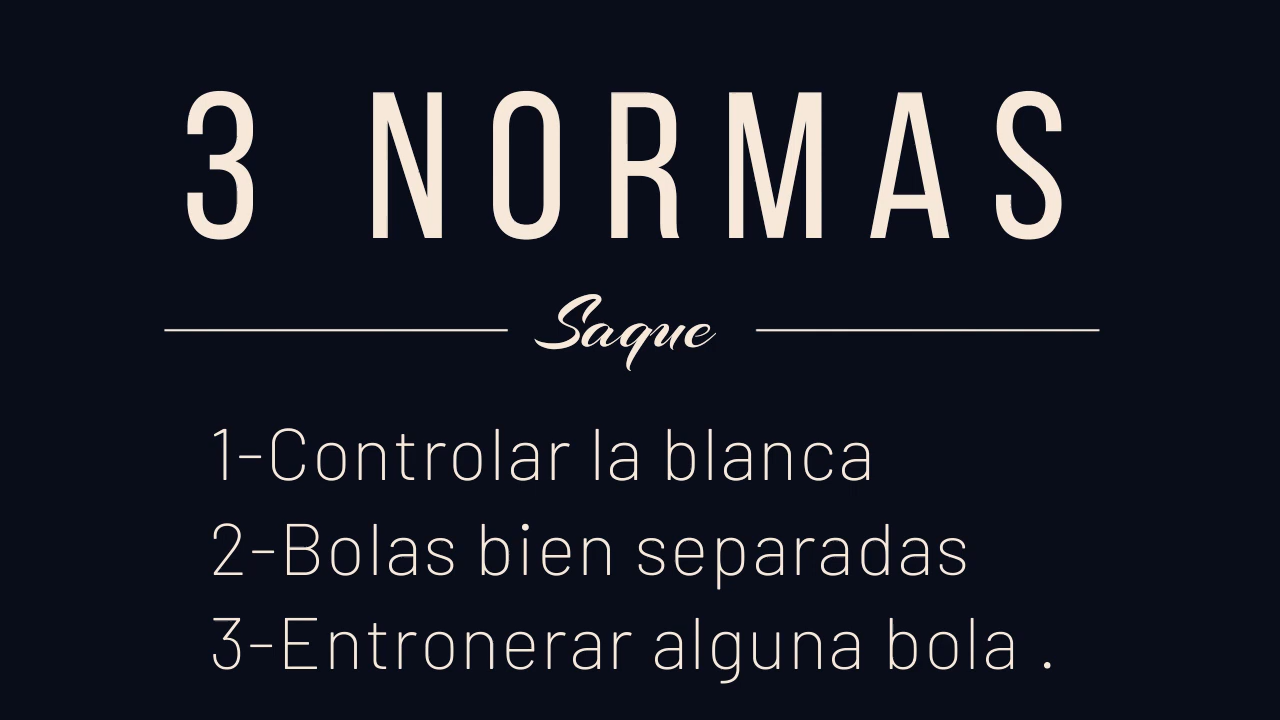 3 NORMAS
Saque
1-Controlar la blanca
2-Bolas bien separadas
3-Entronerar alguna bola .